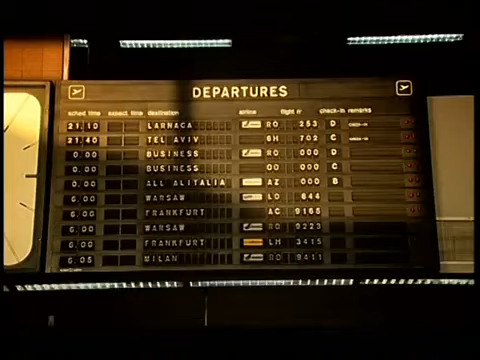 DEPARTURES
sched. time expect. time destination airline flight nr check-in remarks
21.10 LARNACA RO 253 D
21.40 TEL AVIV 6H 702 C
0.00 BUSINESS RO 000 D
0.00 BUSINESS 00 000 C
0.00 ALL ALITALIA AZ 000 B
6.00 WARSAW LO 644
6.00 FRANKFURT AC 9165
6.00 WARSAW RO 9223
6.00 FRANKFURT LH 3415
6.05 MILAN RO 9411